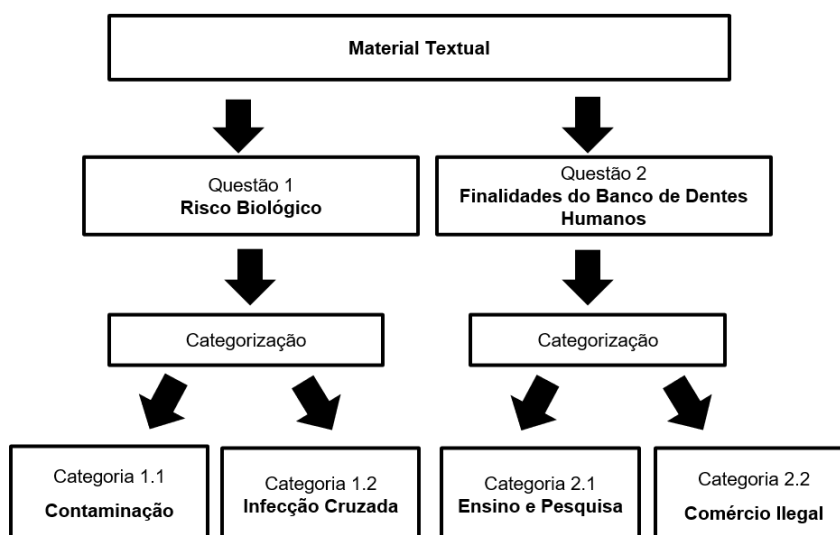 Material Textual
Questão 1
Risco Biológico
Questão 2
Finalidades do Banco de Dentes
Humanos
Categorização
Categorização
Categoria 1.1
Contaminação
Categoria 1.2
Infecção Cruzada
Categoria 2.1
Ensino e Pesquisa
Categoria 2.2
Comércio Ilegal